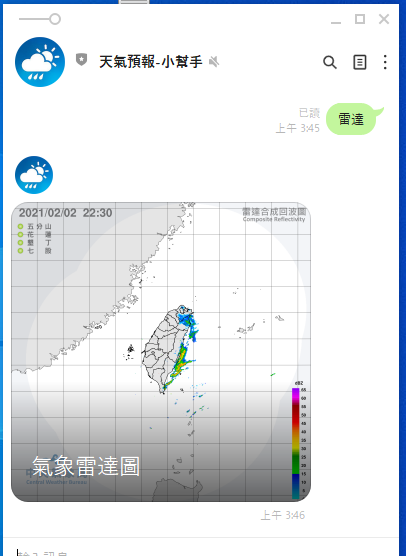 天氣預報-小幫手
已讀
上午 3:45
雷達
2021/02/02 22:30
雷達合成回波圖
Composite Reflectivity
五分山
花 蓮
墾 丁
七 股
dBZ
65
60
55
50
45
40
35
30
25
20
15
10
5
0
氣象雷達圖
Central Weather Bureau
上午 3:46
輸入訊息